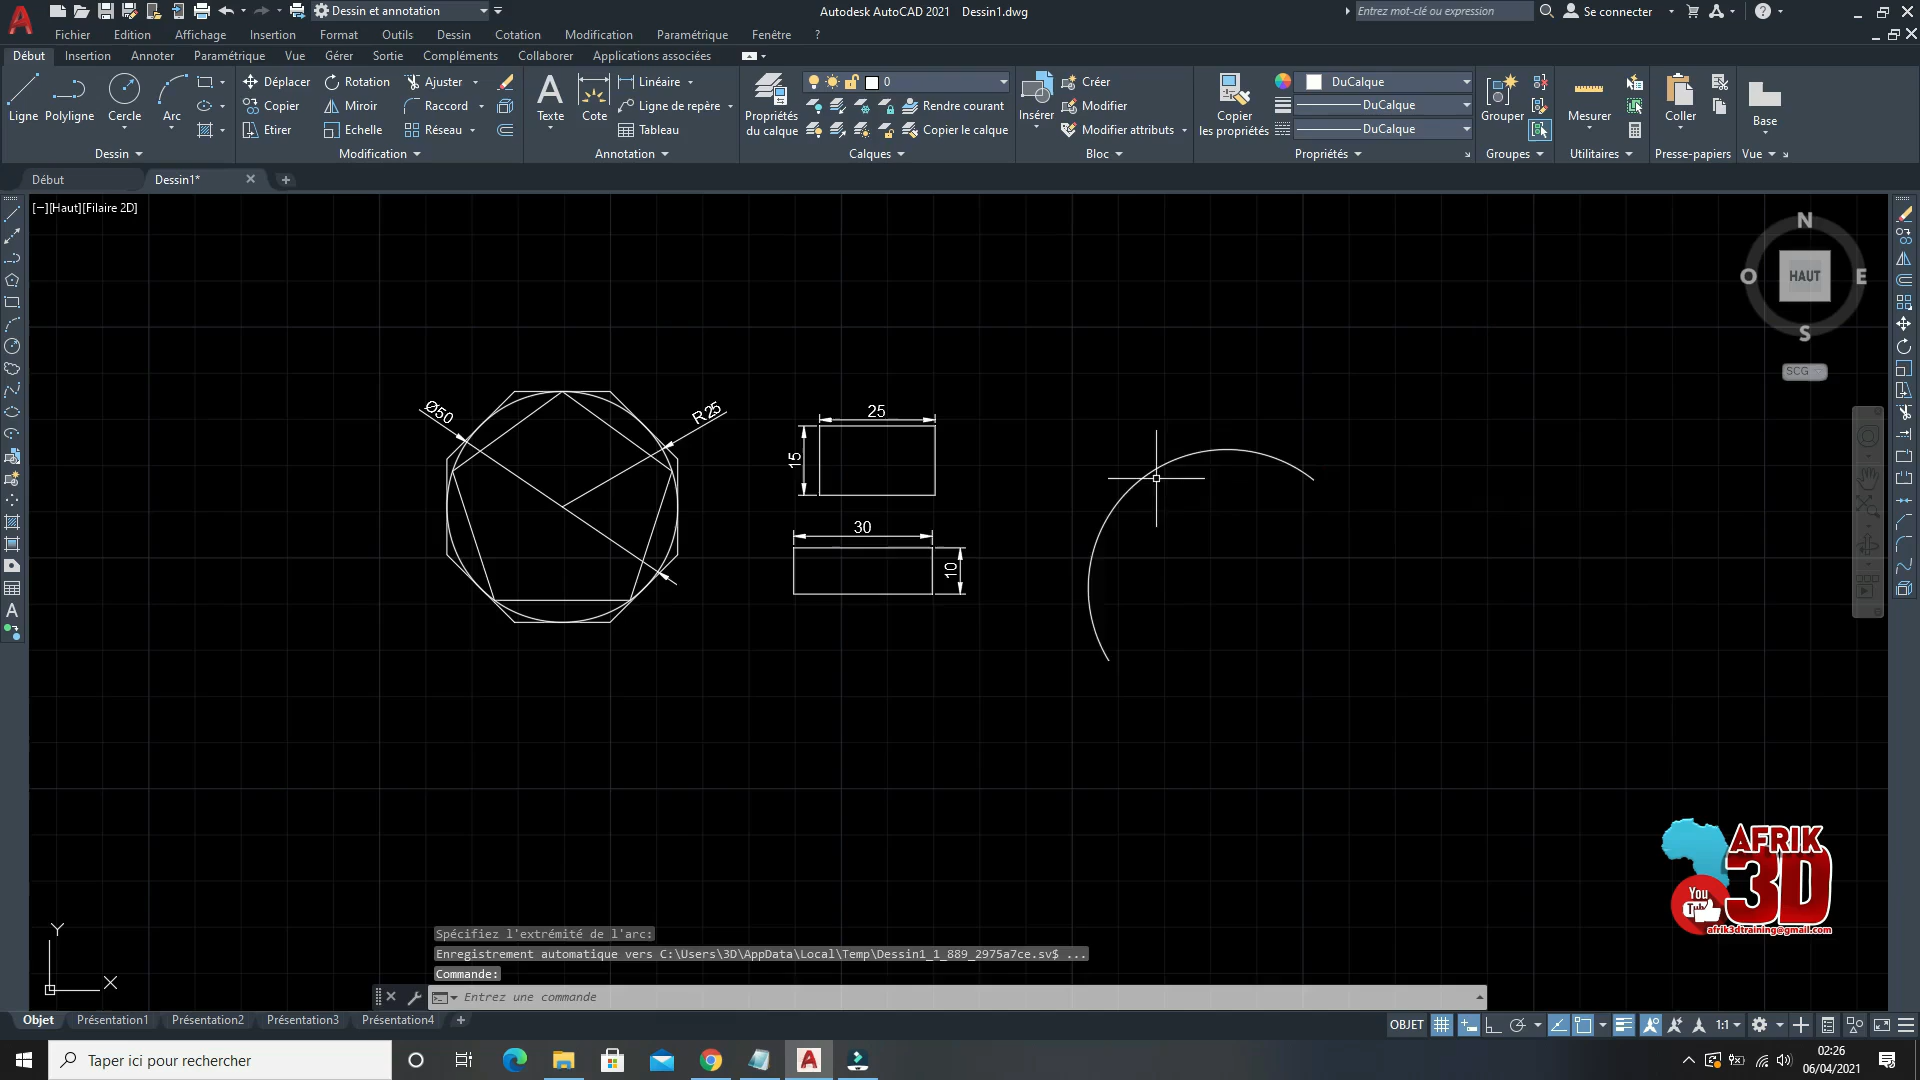 Dessin et annotation
Autodesk AutoCAD 2021 Dessin1.dwg
Entrez mot-clé ou expression
Se connecter
Fichier Edition Affichage Insertion Format Outils Dessin Cotation Modification Paramétrique Fenêtre ?
Début Insertion Annoter Paramétrique Vue Gérer Sortie Compléments Collaborer Applications associées
Ligne Polyligne Cercle Arc
Déplacer Rotation Ajuster
Copier Miroir Raccord
Etirer Echelle Réseau
Texte Cote
Linéaire
Ligne de repère
Tableau
Propriétés du calque
0
Rendre courant
Copier le calque
Insérer
Créer
Modifier
Modifier attributs
Copier les propriétés
DuCalque
DuCalque
DuCalque
Grouper
Mesurer
Coller
Base
Dessin Modification Annotation Calques Bloc Propriétés Groupes Utilitaires Presse-papiers Vue
Début Dessin1*
[−][Haut][Filaire 2D]
N
O HAUT E
S
SCG
Ø50
R25
25
15
30
10
AFRIK
3D
You
Tub
afrik3dtraining@gmail.com
Y
X
Spécifiez l'extrémité de l'arc:
Enregistrement automatique vers C:\Users\3D\AppData\Local\Temp\Dessin1_1_889_2975a7ce.sv$ ...
Commande:
Entrez une commande
Objet Présentation1 Présentation2 Présentation3 Présentation4
OBJET
1:1
Taper ici pour rechercher
02:26
06/04/2021